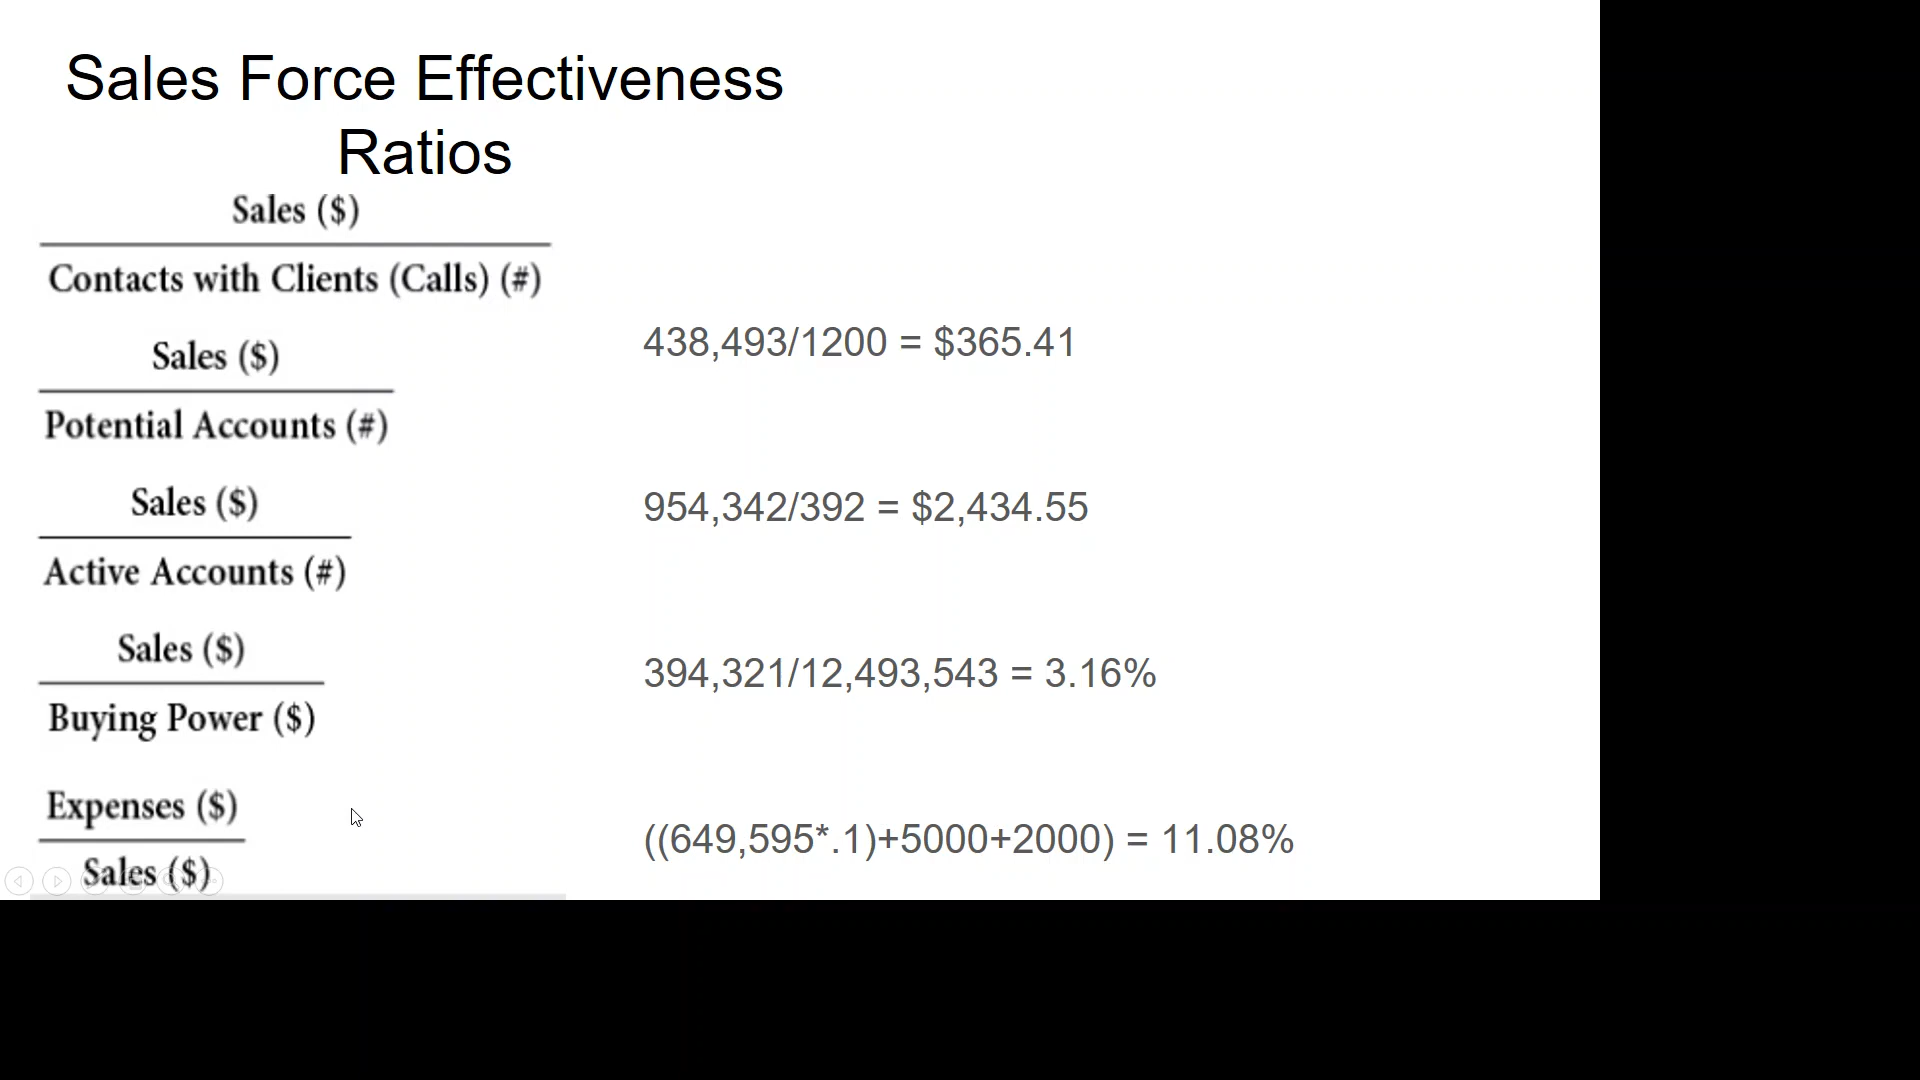 Sales Force Effectiveness
Ratios
Sales ($)
Contacts with Clients (Calls) (#)
Sales ($)
Potential Accounts (#)
Sales ($)
Active Accounts (#)
Sales ($)
Buying Power ($)
Expenses ($)
Sales ($)
438,493/1200 = $365.41
954,342/392 = $2,434.55
394,321/12,493,543 = 3.16%
((649,595*.1)+5000+2000) = 11.08%